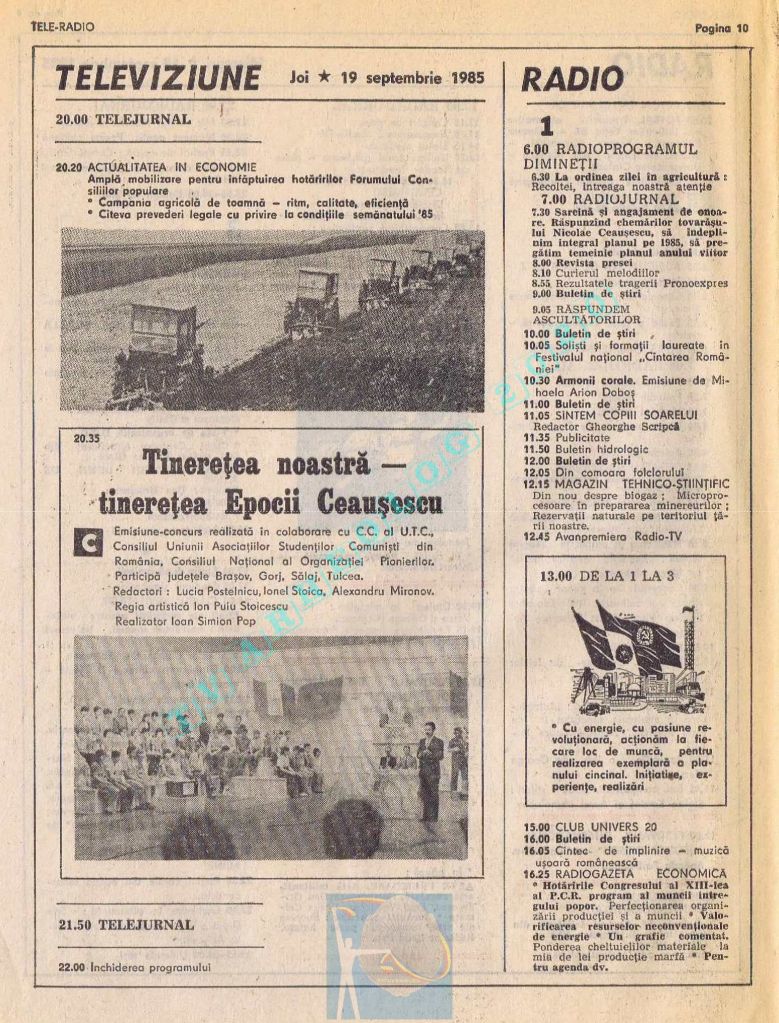 TELE-RADIO
Pagina 10
TELEVIZIUNE Joi ★ 19 septembrie 1985
20.00 TELEJURNAL
20.20 ACTUALITATEA IN ECONOMIE
Amplă mobilizare pentru înfăptuirea hotărîrilor Forumului Con-
siliilor populare
* Campania agricolă de toamnă – ritm, calitate, eficiență
* Cîteva prevederi legale cu privire la condițiile semănatului '85
20.35
Tinerețea noastră –
tinerețea Epocii Ceaușescu
C Emisiune-concurs realizată în colaborare cu C.C. al U.T.C.,
Consiliul Uniunii Asociațiilor Studenților Comuniști din
România, Consiliul Național al Organizației Pionierilor.
Participă județele Brașov, Gorj, Sălaj, Tulcea.
Redactori : Lucia Postelnicu, Ionel Stoica, Alexandru Mironov.
Regia artistică Ion Puiu Stoicescu
Realizator Ioan Simion Pop
21.50 TELEJURNAL
22.00 Închiderea programului
RADIO
1
6.00 RADIOPROGRAMUL
DIMINEȚII
6.30 La ordinea zilei în agricultură :
Recoltei, întreaga noastră atenție
7.00 RADIOJURNAL
7.30 Sarcină și angajament de onoa-
re. Răspunzînd chemărilor tovarășu-
lui Nicolae Ceaușescu, să îndepli-
nim integral planul pe 1985, să pre-
gătim temeinic planul anului viitor
8.00 Revista presei
8.10 Curierul melodiilor
8.55 Rezultatele tragerii Pronoexpres
9.00 Buletin de știri
9.05 RĂSPUNDEM
ASCULTĂTORILOR
10.00 Buletin de știri
10.05 Soliști și formații laureate în
Festivalul național „Cîntarea Româ-
niei"
10.30 Armonii corale. Emisiune de Mi-
haela Arion Doboș
11.00 Buletin de știri
11.05 SÎNTEM COPIII SOARELUI
Redactor Gheorghe Scripcă
11.35 Publicitate
11.50 Buletin hidrologic
12.00 Buletin de știri
12.05 Din comoara folclorului
12.15 MAGAZIN TEHNICO-ȘTIINȚIFIC
Din nou despre biogaz ; Micropro-
cesoare în prepararea minereurilor ;
Rezervații naturale pe teritoriul ță-
rii noastre.
12.45 Avanpremiera Radio-TV
13.00 DE LA 1 LA 3
* Cu energie, cu pasiune re-
voluționară, acționăm la fie-
care loc de muncă, pentru
realizarea exemplară a pla-
nului cincinal. Inițiative, ex-
periențe, realizări
15.00 CLUB UNIVERS 20
16.00 Buletin de știri
16.05 Cîntec de împlinire – muzică
ușoară românească
16.25 RADIOGAZETA ECONOMICĂ
* Hotărîrile Congresului al XIII-lea
al P.C.R. program al muncii între-
gului popor. Perfecționarea organi-
zării producției și a muncii * Valo-
rificarea resurselor neconvenționale
de energie * Un grafic comentat.
Ponderea cheltuielilor materiale la
mia de lei producție marfă * Pen-
tru agenda dv.